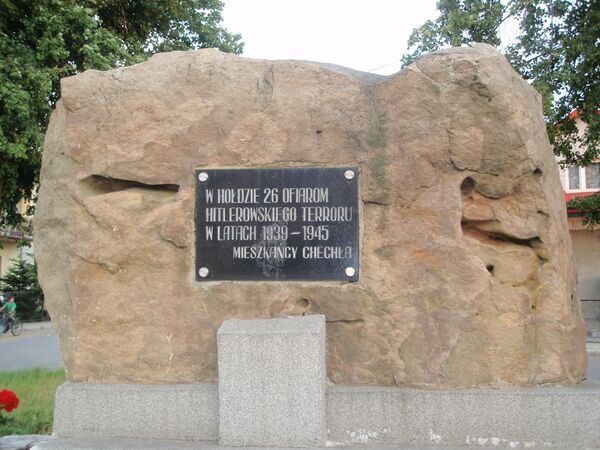 W HOŁDZIE 26 OFIAROM
HITLEROWSKIEGO TERRORU
W LATACH 1939-1945
MIESZKAŃCY CHECHŁA